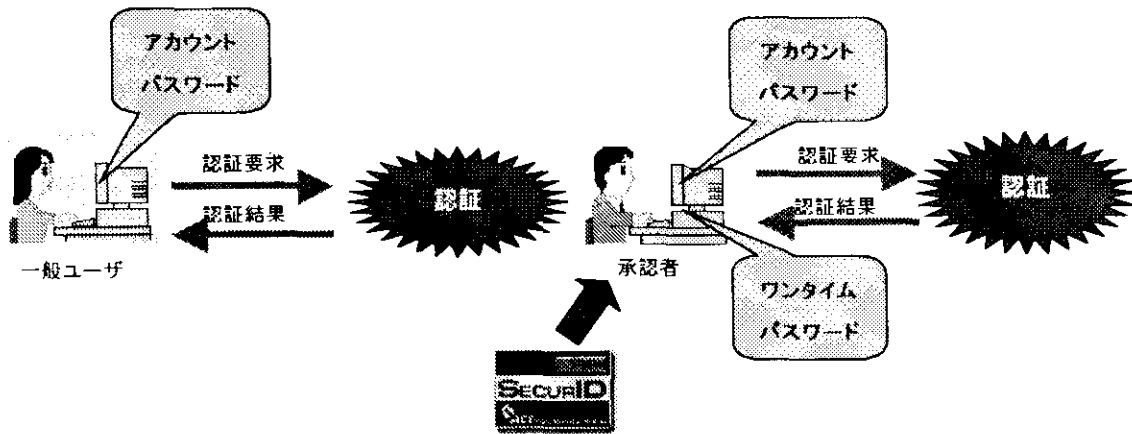 アカウント
パスワード
認証要求
認証結果
認証
一般ユーザ
アカウント
パスワード
認証要求
認証結果
認証
承認者
ワンタイム
パスワード
SECURID